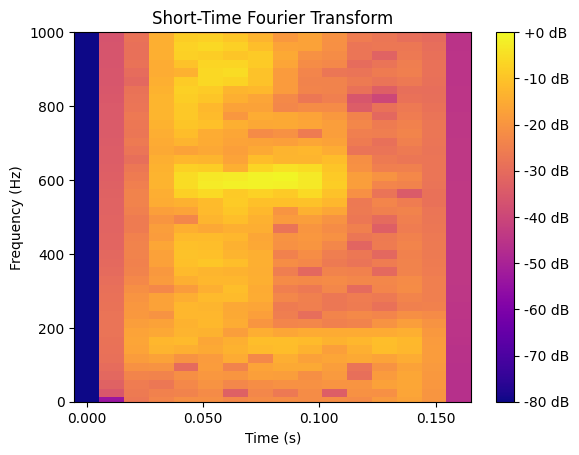 Short-Time Fourier Transform
1000
800
600
400
200
0
Frequency (Hz)
0.000
0.050
0.100
0.150
Time (s)
+0 dB
-10 dB
-20 dB
-30 dB
-40 dB
-50 dB
-60 dB
-70 dB
-80 dB